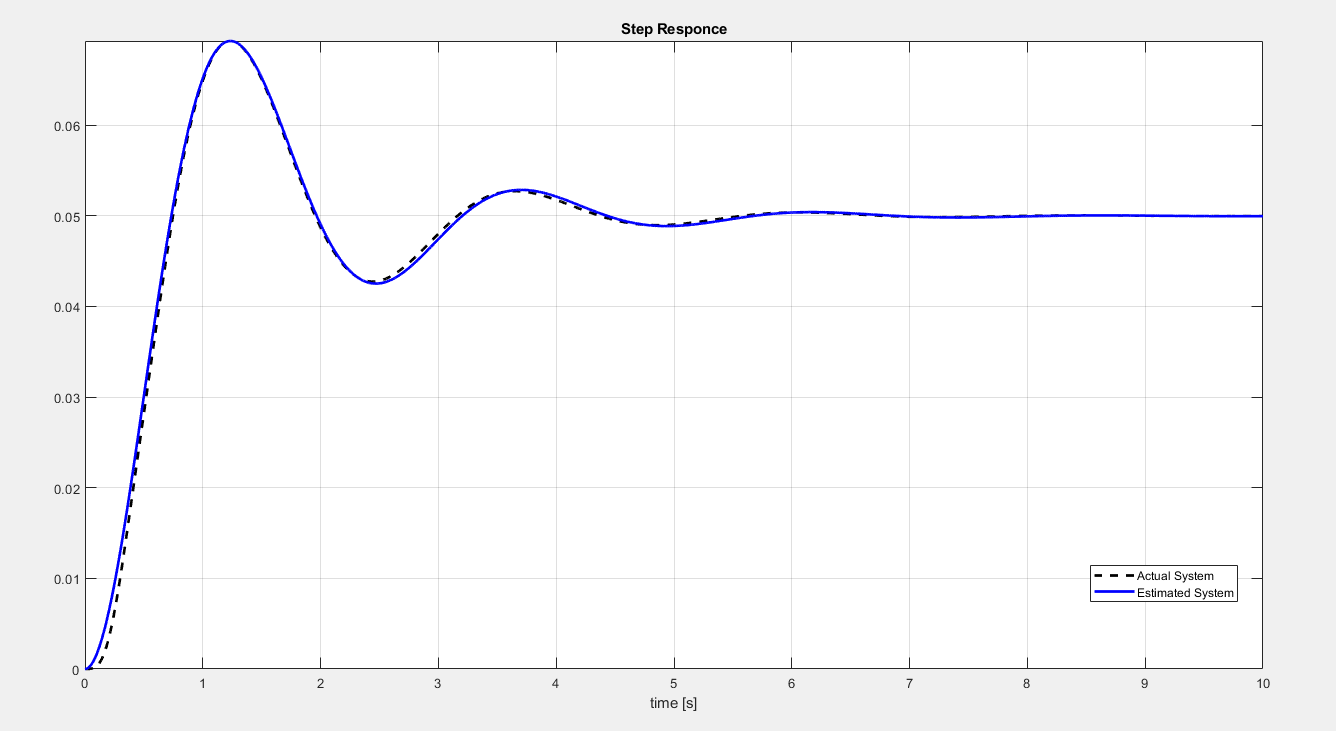 Step Responce
0.06
0.05
0.04
0.03
0.02
0.01
0
0 1 2 3 4 5 6 7 8 9 10
time [s]
Actual System
Estimated System